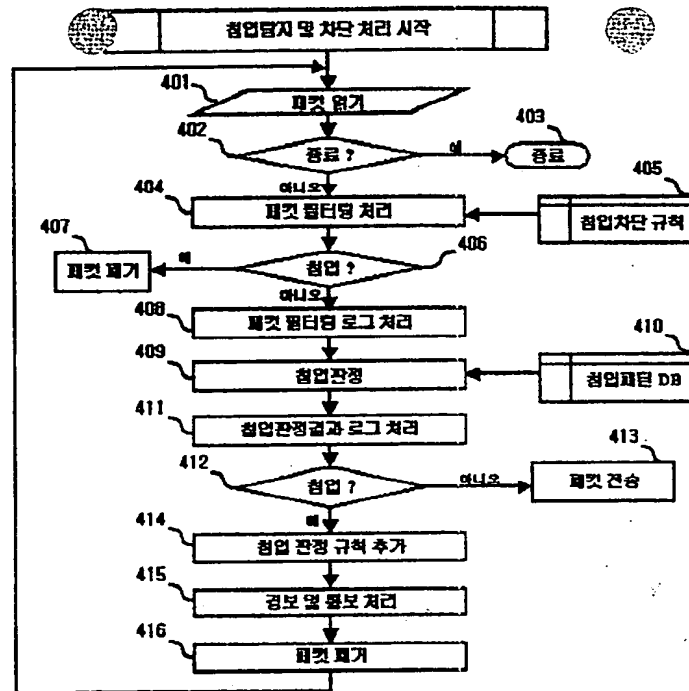 침입탐지 및 차단 처리 시작
401
패킷 읽기
402
종료 ?
예
403
종료
아니오
404
패킷 필터링 처리
405
침입차단 규칙
406
침입 ?
예
407
패킷 폐기
아니오
408
패킷 필터링 로그 처리
409
침입판정
410
침입패턴 DB
411
침입판정결과 로그 처리
412
침입 ?
아니오
413
패킷 전송
예
414
침입 판정 규칙 추가
415
경보 및 통보 처리
416
패킷 폐기